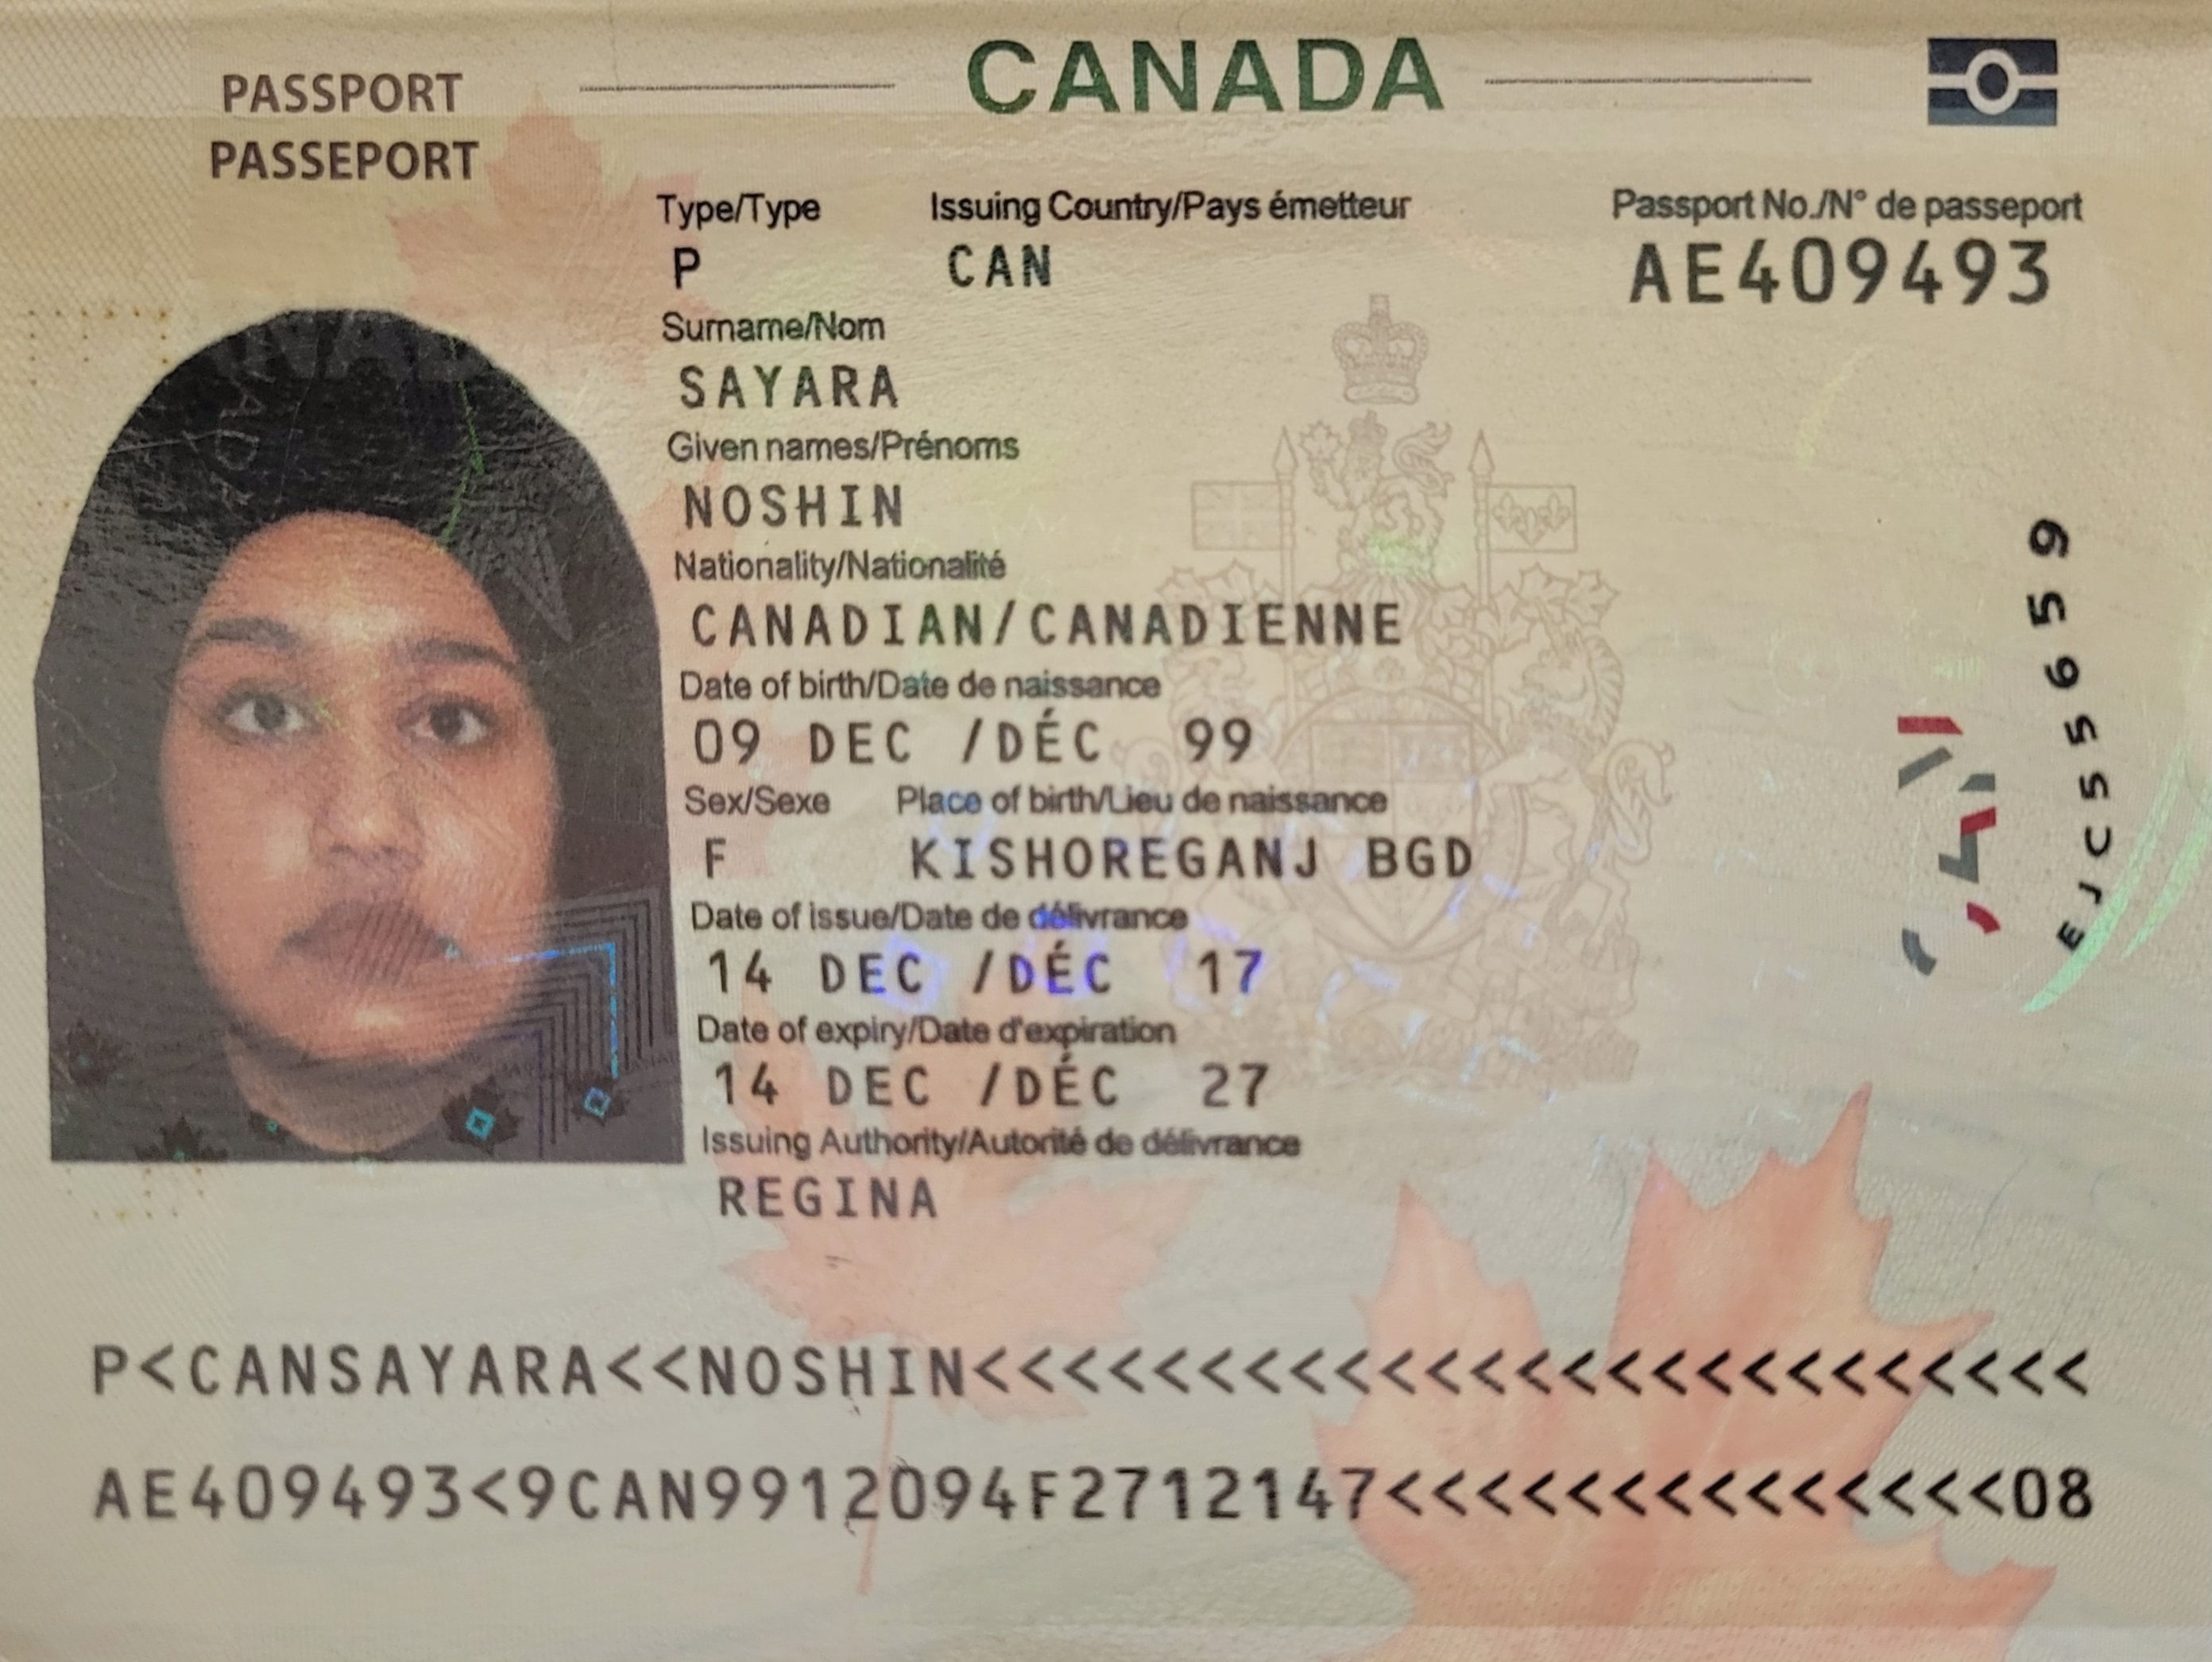 PASSPORT
PASSEPORT
CANADA
Type/Type Issuing Country/Pays émetteur Passport No./N° de passeport
P CAN AE409493
Surname/Nom
SAYARA
Given names/Prénoms
NOSHIN
Nationality/Nationalité
CANADIAN/CANADIENNE
Date of birth/Date de naissance
09 DEC /DÉC 99
Sex/Sexe Place of birth/Lieu de naissance
F KISHOREGANJ BGD
Date of issue/Date de délivrance
14 DEC /DÉC 17
Date of expiry/Date d'expiration
14 DEC /DÉC 27
Issuing Authority/Autorité de délivrance
REGINA
EJC55659
P<CANSAYARA<<NOSHIN<<<<<<<<<<<<<<<<<<<<<<<<<
AE409493<9CAN9912094F2712147<<<<<<<<<<<<<<08